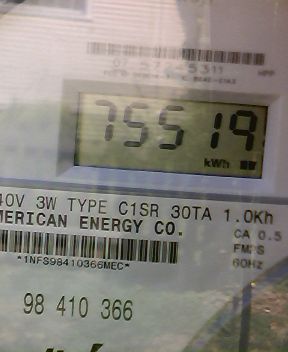 75519
kWh
40V 3W TYPE C1SR 30TA 1.0Kh
MERICAN ENERGY CO.
CA 0.5
60HZ
*1NFS98410366MEC*
98 410 366